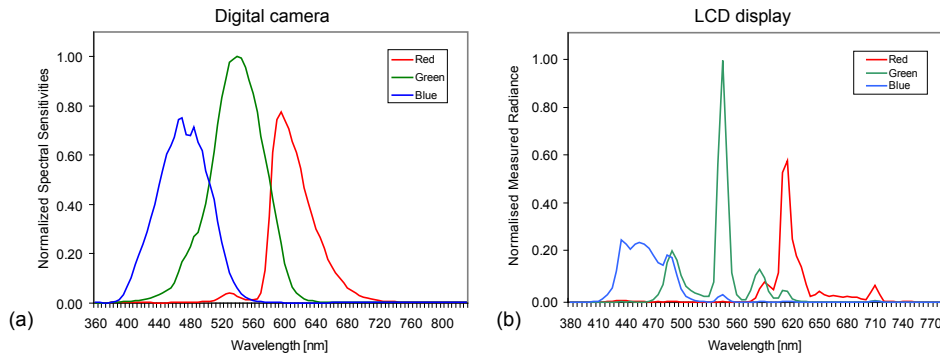 Digital camera
Normalized Spectral Sensitivities
1.00
0.80
0.60
0.40
0.20
0.00
Red
Green
Blue
360 400 440 480 520 560 600 640 680 720 760 800
(a)
Wavelength [nm]
LCD display
Normalised Measured Radiance
1.00
0.80
0.60
0.40
0.20
0.00
Red
Green
Blue
380 410 440 470 500 530 560 590 620 650 680 710 740 770
(b)
Wavelength [nm]